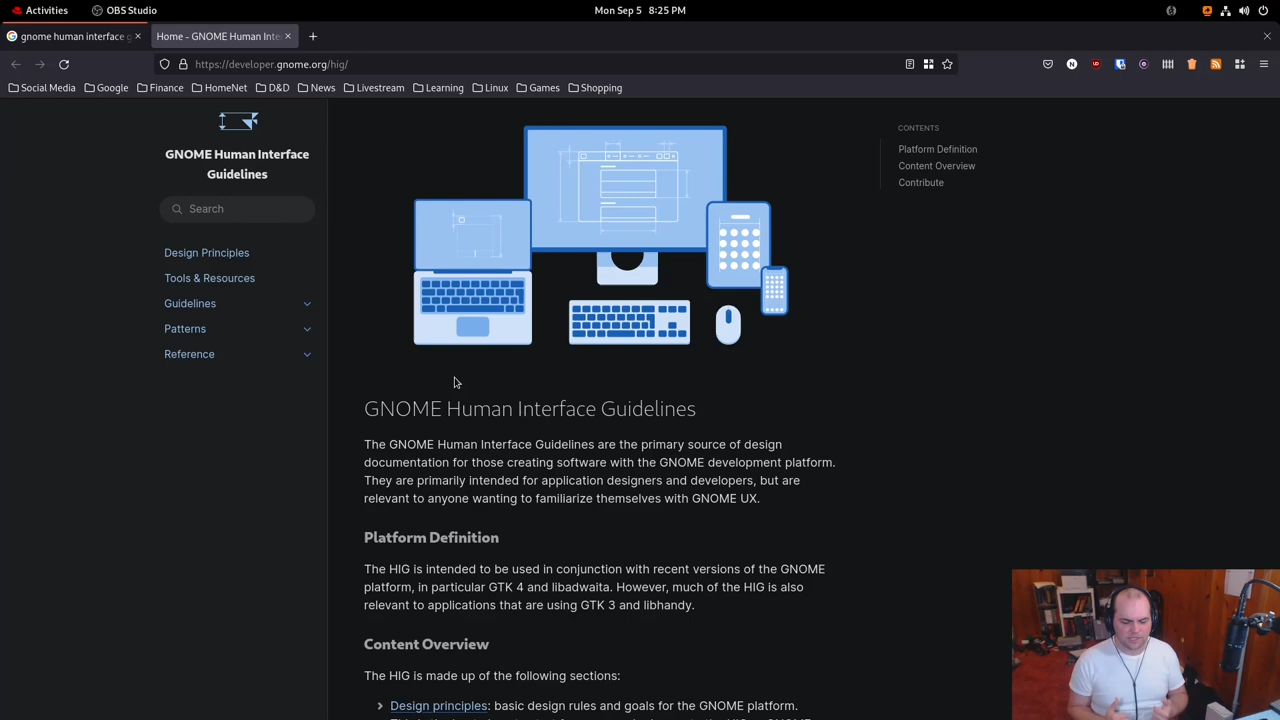 Activities
OBS Studio
Mon Sep 5 8:25 PM
gnome human interface g
Home - GNOME Human Inte
https://developer.gnome.org/hig/
Social Media
Google
Finance
HomeNet
D&D
News
Livestream
Learning
Linux
Games
Shopping
GNOME Human Interface
Guidelines
Search
Design Principles
Tools & Resources
Guidelines
Patterns
Reference
CONTENTS
Platform Definition
Content Overview
Contribute
GNOME Human Interface Guidelines
The GNOME Human Interface Guidelines are the primary source of design
documentation for those creating software with the GNOME development platform.
They are primarily intended for application designers and developers, but are
relevant to anyone wanting to familiarize themselves with GNOME UX.
Platform Definition
The HIG is intended to be used in conjunction with recent versions of the GNOME
platform, in particular GTK 4 and libadwaita. However, much of the HIG is also
relevant to applications that are using GTK 3 and libhandy.
Content Overview
The HIG is made up of the following sections:
Design principles: basic design rules and goals for the GNOME platform.